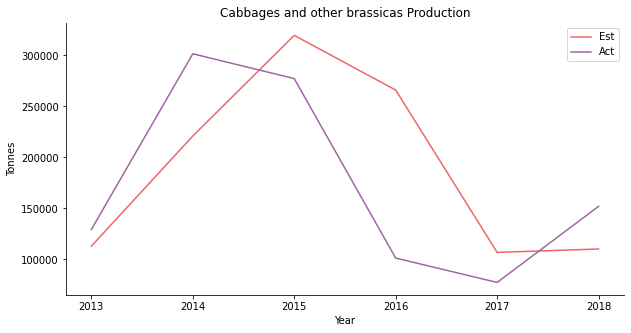 Cabbages and other brassicas Production
Est
Act
300000
250000
200000
150000
100000
Tonnes
2013 2014 2015 2016 2017 2018
Year